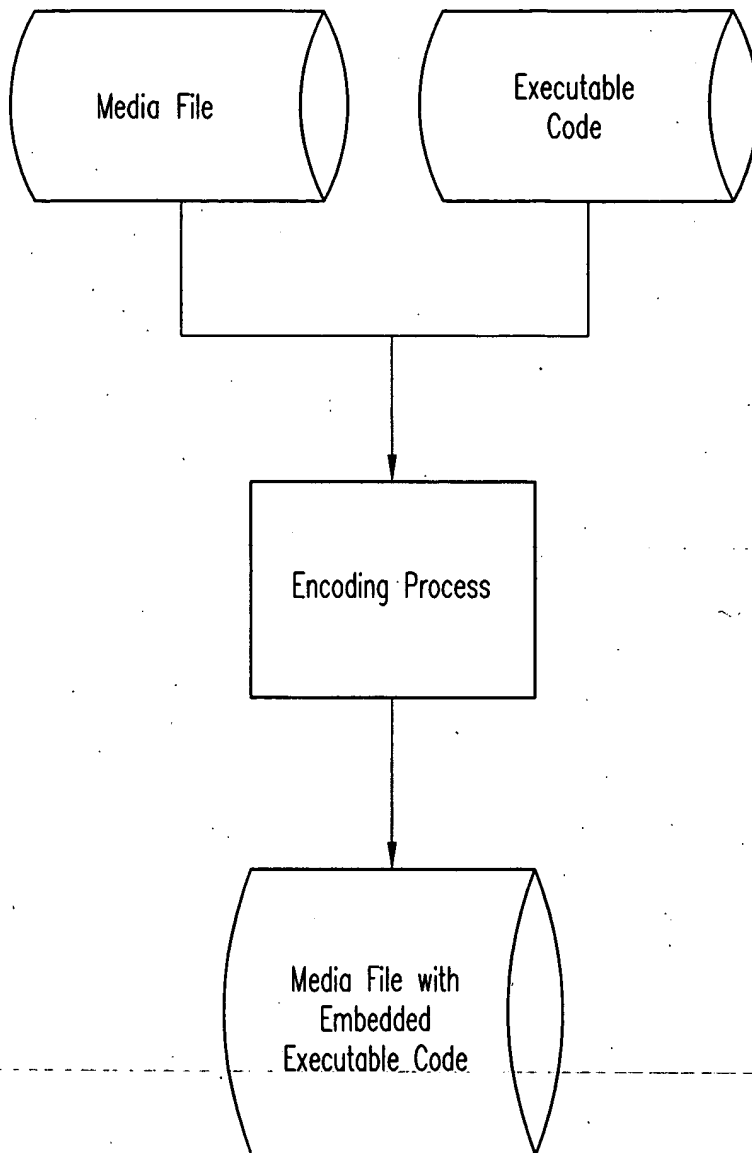 Media File
Executable
Code
Encoding Process
Media File with
Embedded
Executable Code